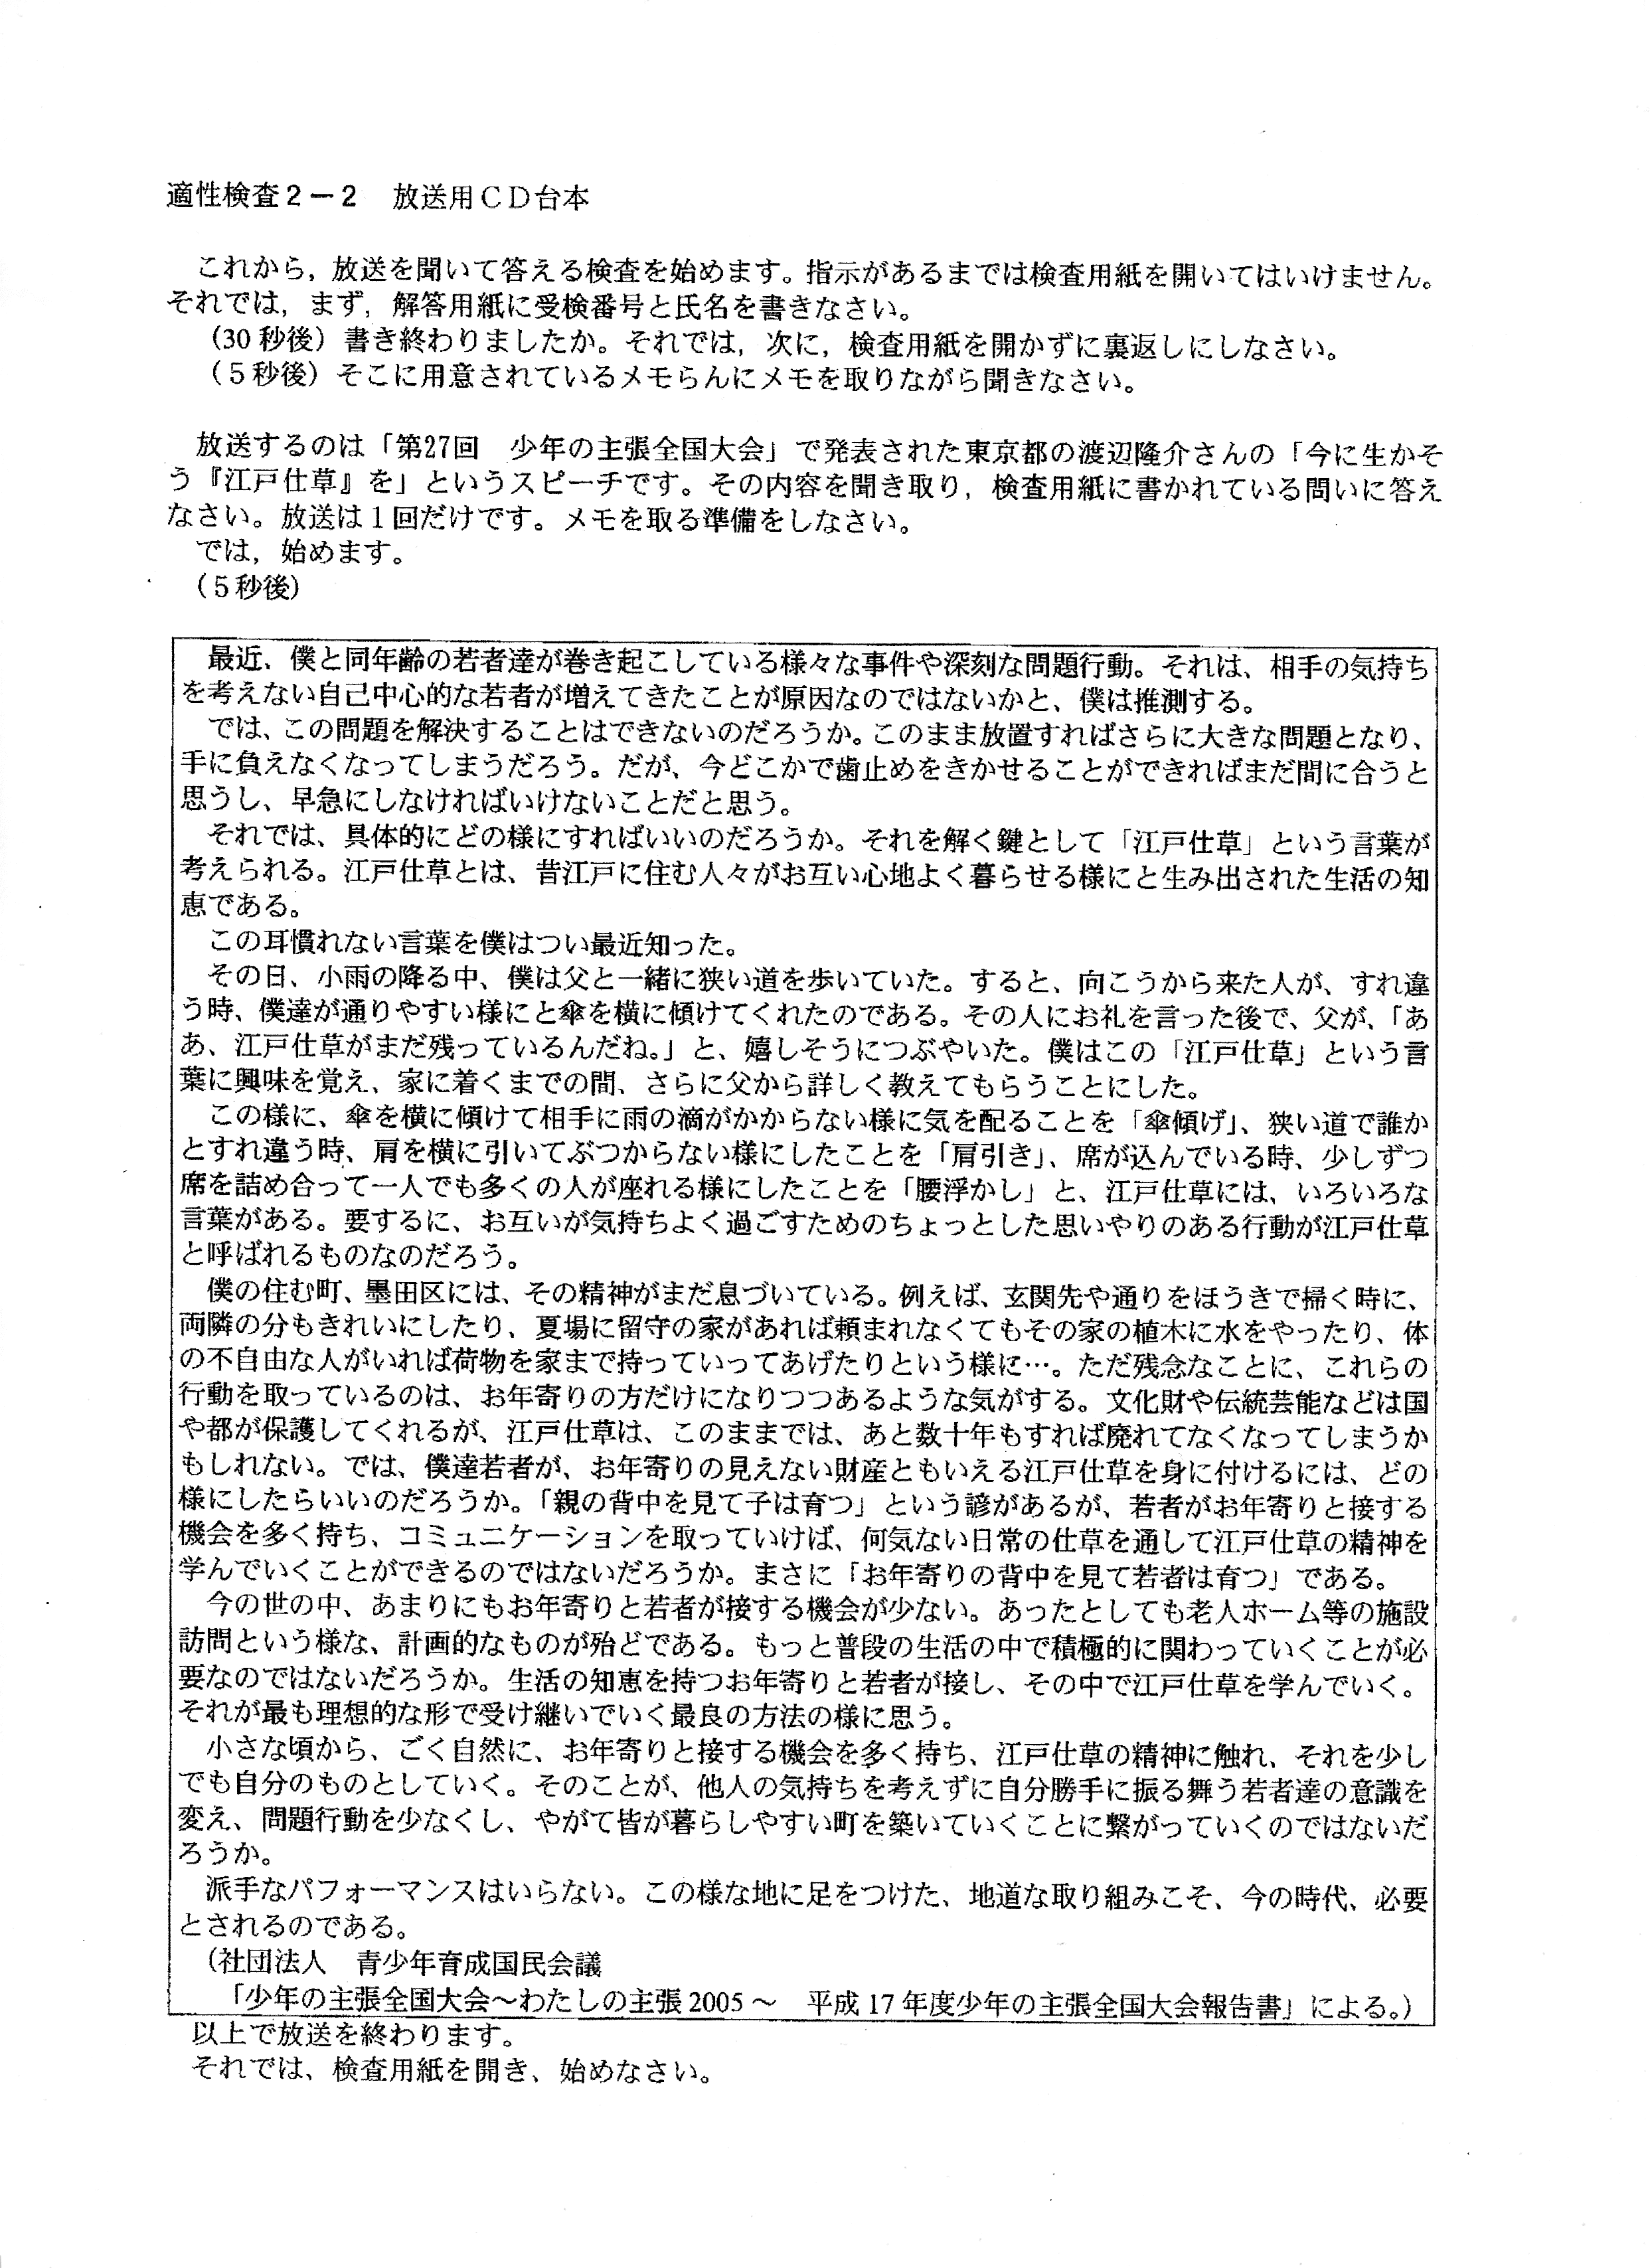 適性検査２－２　放送用ＣＤ台本
これから，放送を聞いて答える検査を始めます。指示があるまでは検査用紙を開いてはいけません。
それでは，まず，解答用紙に受検番号と氏名を書きなさい。
（30 秒後）書き終わりましたか。それでは，次に，検査用紙を開かずに裏返しにしなさい。
（５秒後）そこに用意されているメモらんにメモを取りながら聞きなさい。
放送するのは「第27回　少年の主張全国大会」で発表された東京都の渡辺隆介さんの「今に生かそ
う『江戸仕草』を」というスピーチです。その内容を聞き取り，検査用紙に書かれている問いに答え
なさい。放送は１回だけです。メモを取る準備をしなさい。
では，始めます。
（５秒後）
最近、僕と同年齢の若者達が巻き起こしている様々な事件や深刻な問題行動。それは、相手の気持ち
を考えない自己中心的な若者が増えてきたことが原因なのではないかと、僕は推測する。
では、この問題を解決することはできないのだろうか。このまま放置すればさらに大きな問題となり、
手に負えなくなってしまうだろう。だが、今どこかで歯止めをきかせることができればまだ間に合うと
思うし、早急にしなければいけないことだと思う。
それでは、具体的にどの様にすればいいのだろうか。それを解く鍵として「江戸仕草」という言葉が
考えられる。江戸仕草とは、昔江戸に住む人々がお互い心地よく暮らせる様にと生み出された生活の知
恵である。
この耳慣れない言葉を僕はつい最近知った。
その日、小雨の降る中、僕は父と一緒に狭い道を歩いていた。すると、向こうから来た人が、すれ違
う時、僕達が通りやすい様にと傘を横に傾けてくれたのである。その人にお礼を言った後で、父が、「あ
あ、江戸仕草がまだ残っているんだね。」と、嬉しそうにつぶやいた。僕はこの「江戸仕草」という言
葉に興味を覚え、家に着くまでの間、さらに父から詳しく教えてもらうことにした。
この様に、傘を横に傾けて相手に雨の滴がかからない様に気を配ることを「傘傾げ」、狭い道で誰か
とすれ違う時、肩を横に引いてぶつからない様にしたことを「肩引き」、席が込んでいる時、少しずつ
席を詰め合って一人でも多くの人が座れる様にしたことを「腰浮かし」と、江戸仕草には、いろいろな
言葉がある。要するに、お互いが気持ちよく過ごすためのちょっとした思いやりのある行動が江戸仕草
と呼ばれるものなのだろう。
僕の住む町、墨田区には、その精神がまだ息づいている。例えば、玄関先や通りをほうきで掃く時に、
両隣の分もきれいにしたり、夏場に留守の家があれば頼まれなくてもその家の植木に水をやったり、体
の不自由な人がいれば荷物を家まで持っていってあげたりという様に…。ただ残念なことに、これらの
行動を取っているのは、お年寄りの方だけになりつつあるような気がする。文化財や伝統芸能などは国
や都が保護してくれるが、江戸仕草は、このままでは、あと数十年もすれば廃れてなくなってしまうか
もしれない。では、僕達若者が、お年寄りの見えない財産ともいえる江戸仕草を身に付けるには、どの
様にしたらいいのだろうか。「親の背中を見て子は育つ」という諺があるが、若者がお年寄りと接する
機会を多く持ち、コミュニケーションを取っていけば、何気ない日常の仕草を通して江戸仕草の精神を
学んでいくことができるのではないだろうか。まさに「お年寄りの背中を見て若者は育つ」である。
今の世の中、あまりにもお年寄りと若者が接する機会が少ない。あったとしても老人ホーム等の施設
訪問という様な、計画的なものが殆どである。もっと普段の生活の中で積極的に関わっていくことが必
要なのではないだろうか。生活の知恵を持つお年寄りと若者が接し、その中で江戸仕草を学んでいく。
それが最も理想的な形で受け継いでいく最良の方法の様に思う。
小さな頃から、ごく自然に、お年寄りと接する機会を多く持ち、江戸仕草の精神に触れ、それを少し
でも自分のものとしていく。そのことが、他人の気持ちを考えずに自分勝手に振る舞う若者達の意識を
変え、問題行動を少なくし、やがて皆が暮らしやすい町を築いていくことに繋がっていくのではないだ
ろうか。
派手なパフォーマンスはいらない。この様な地に足をつけた、地道な取り組みこそ、今の時代、必要
とされるのである。
（社団法人　青少年育成国民会議
「少年の主張全国大会～わたしの主張 2005 ～　平成 17 年度少年の主張全国大会報告書」による。）
以上で放送を終わります。
それでは、検査用紙を開き、始めなさい。